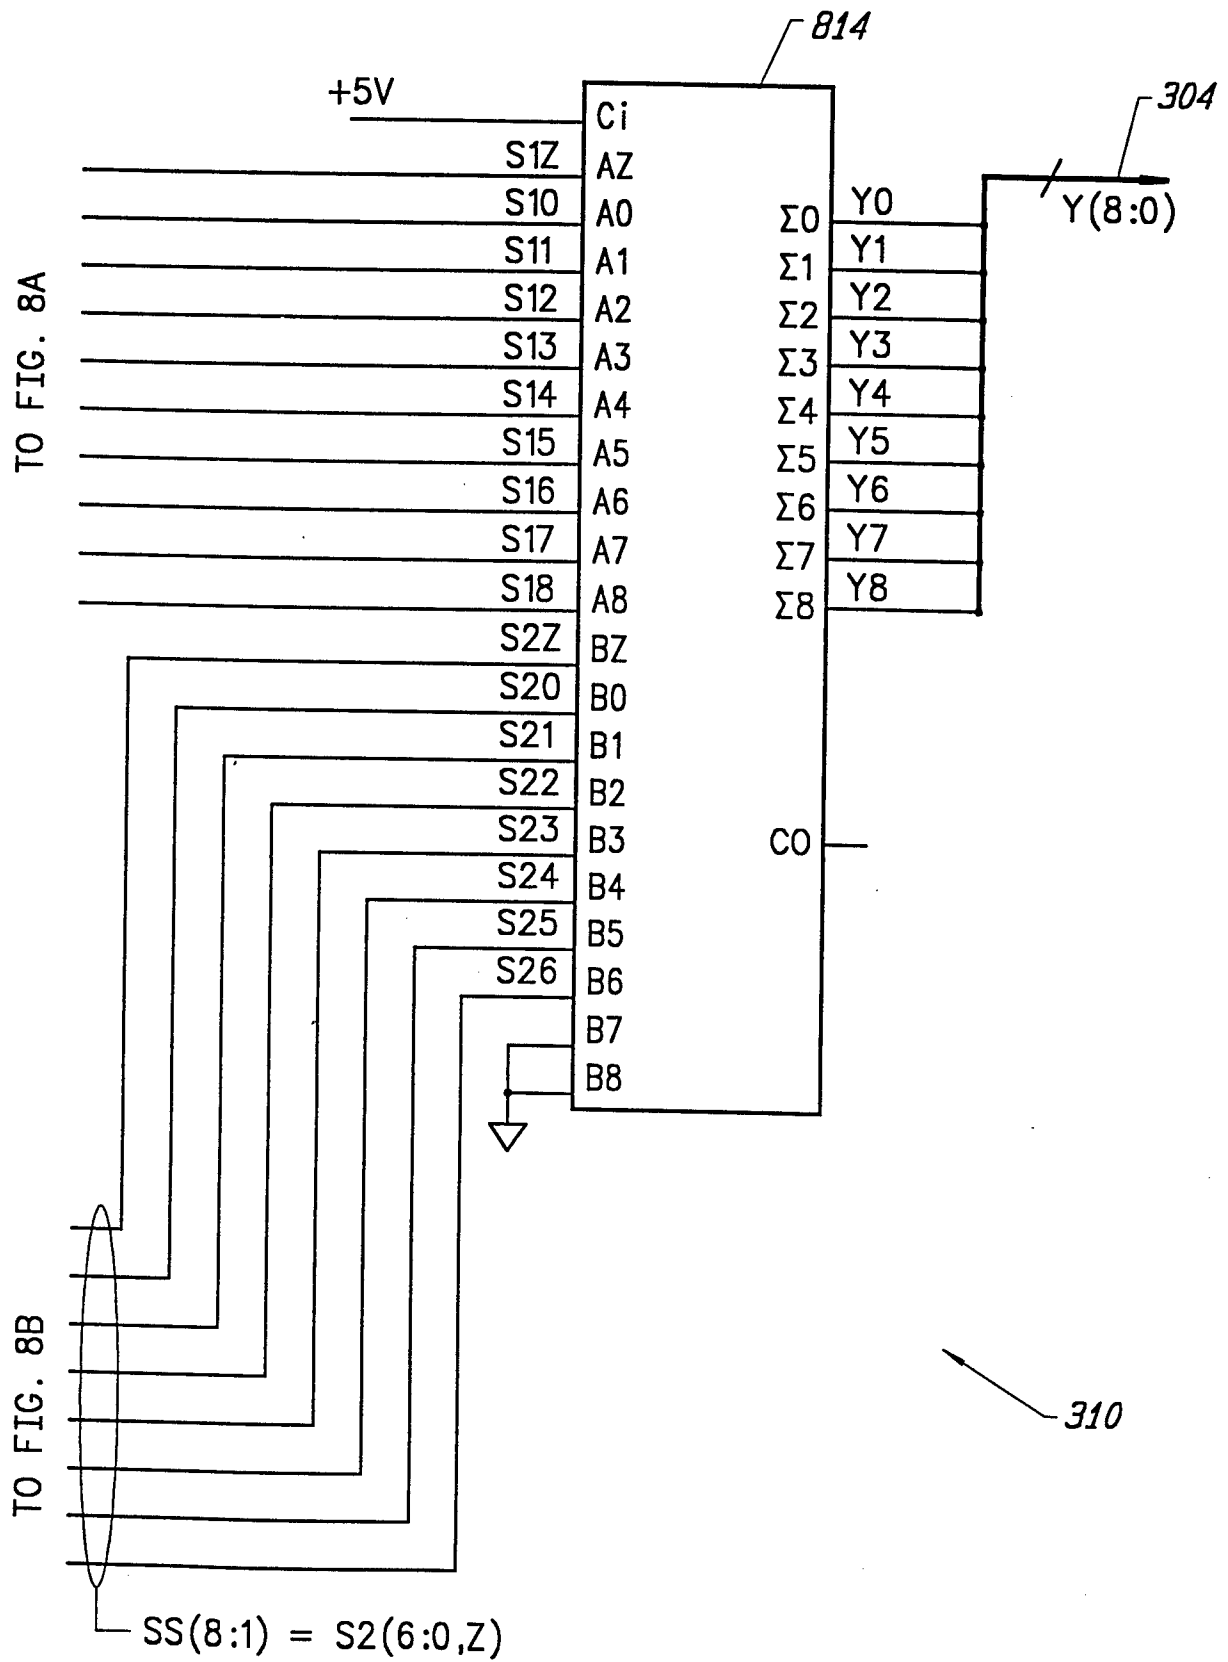 814
304
+5V
Ci
S1Z AZ
S10 A0
Σ0 Y0
Y(8:0)
S11 A1
Σ1 Y1
S12 A2
Σ2 Y2
S13 A3
Σ3 Y3
S14 A4
Σ4 Y4
S15 A5
Σ5 Y5
S16 A6
Σ6 Y6
S17 A7
Σ7 Y7
S18 A8
Σ8 Y8
TO FIG. 8A
S2Z BZ
S20 B0
S21 B1
S22 B2
S23 B3
CO
S24 B4
S25 B5
S26 B6
B7
B8
TO FIG. 8B
310
SS(8:1) = S2(6:0,Z)